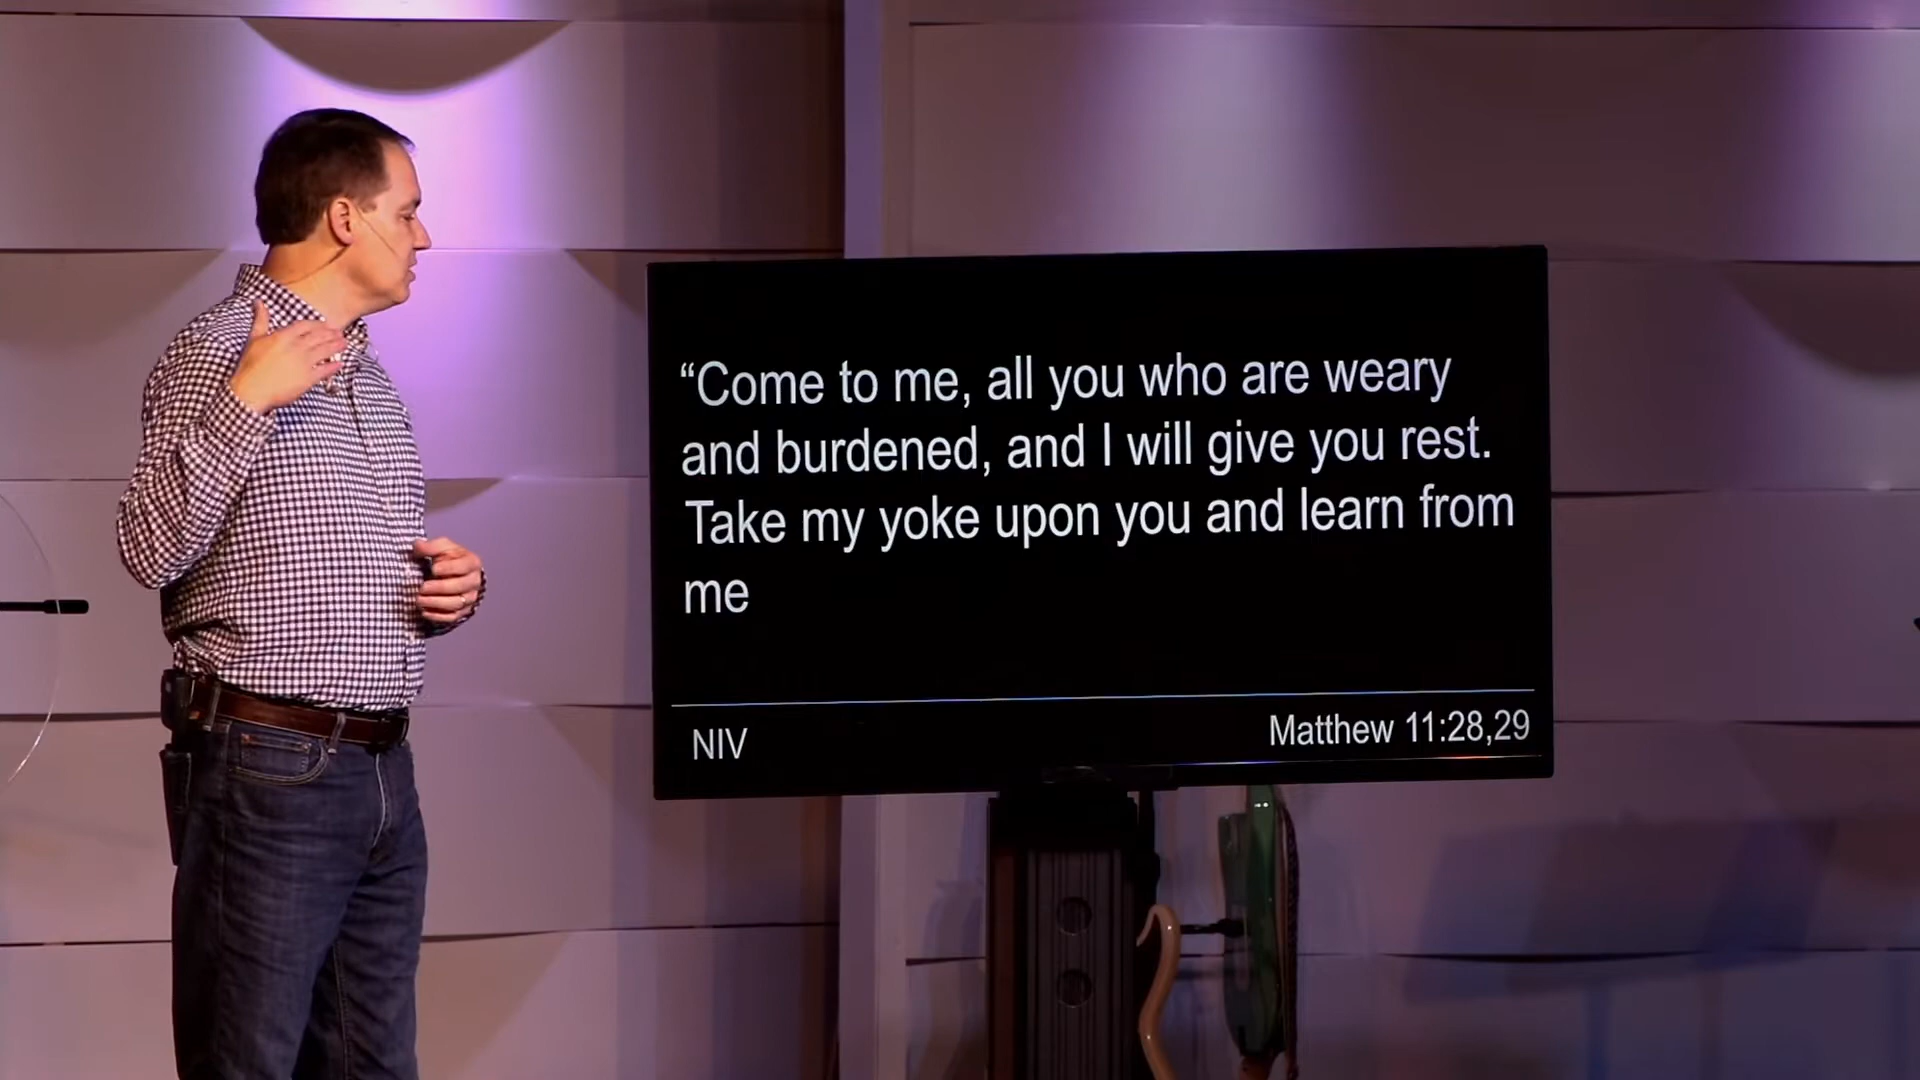 “Come to me, all you who are weary
and burdened, and I will give you rest.
Take my yoke upon you and learn from
me
NIV
Matthew 11:28,29